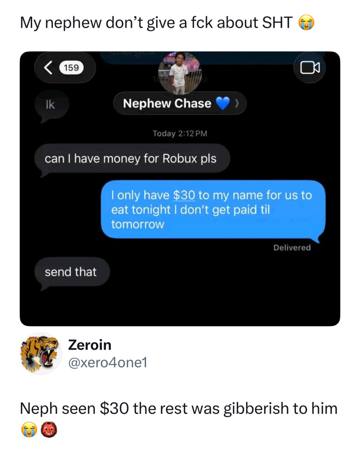 My nephew don’t give a fck about SHT 😭
159
Ik
Nephew Chase 💙 〉
Today 2:12 PM
can I have money for Robux pls
I only have $30 to my name for us to
eat tonight I don’t get paid til
tomorrow
Delivered
send that
Zeroin
@xero4one1
Neph seen $30 the rest was gibberish to him
😭👹